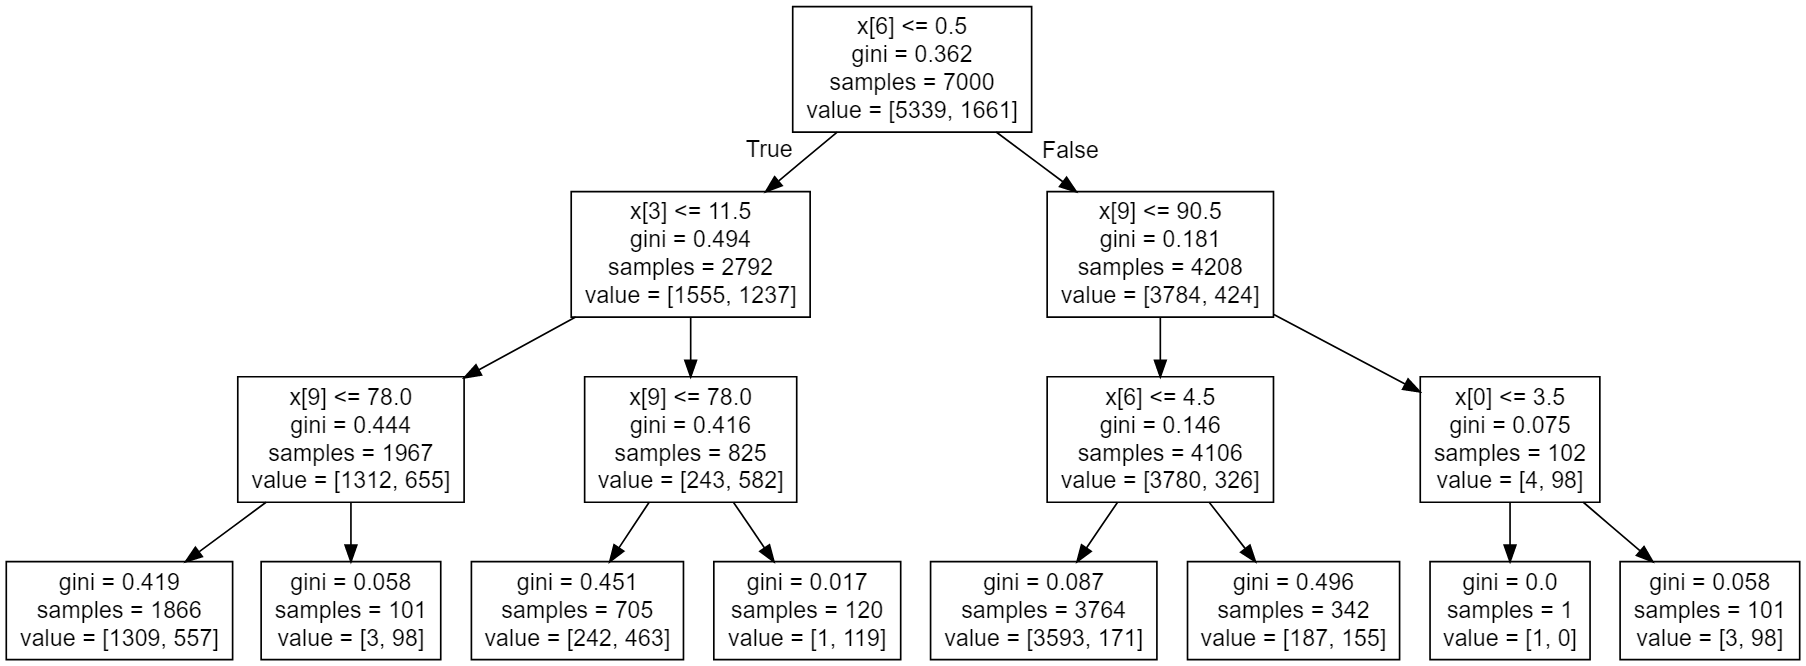 x[6] <= 0.5
gini = 0.362
samples = 7000
value = [5339, 1661]
True
False
x[3] <= 11.5
gini = 0.494
samples = 2792
value = [1555, 1237]
x[9] <= 90.5
gini = 0.181
samples = 4208
value = [3784, 424]
x[9] <= 78.0
gini = 0.444
samples = 1967
value = [1312, 655]
x[9] <= 78.0
gini = 0.416
samples = 825
value = [243, 582]
x[6] <= 4.5
gini = 0.146
samples = 4106
value = [3780, 326]
x[0] <= 3.5
gini = 0.075
samples = 102
value = [4, 98]
gini = 0.419
samples = 1866
value = [1309, 557]
gini = 0.058
samples = 101
value = [3, 98]
gini = 0.451
samples = 705
value = [242, 463]
gini = 0.017
samples = 120
value = [1, 119]
gini = 0.087
samples = 3764
value = [3593, 171]
gini = 0.496
samples = 342
value = [187, 155]
gini = 0.0
samples = 1
value = [1, 0]
gini = 0.058
samples = 101
value = [3, 98]